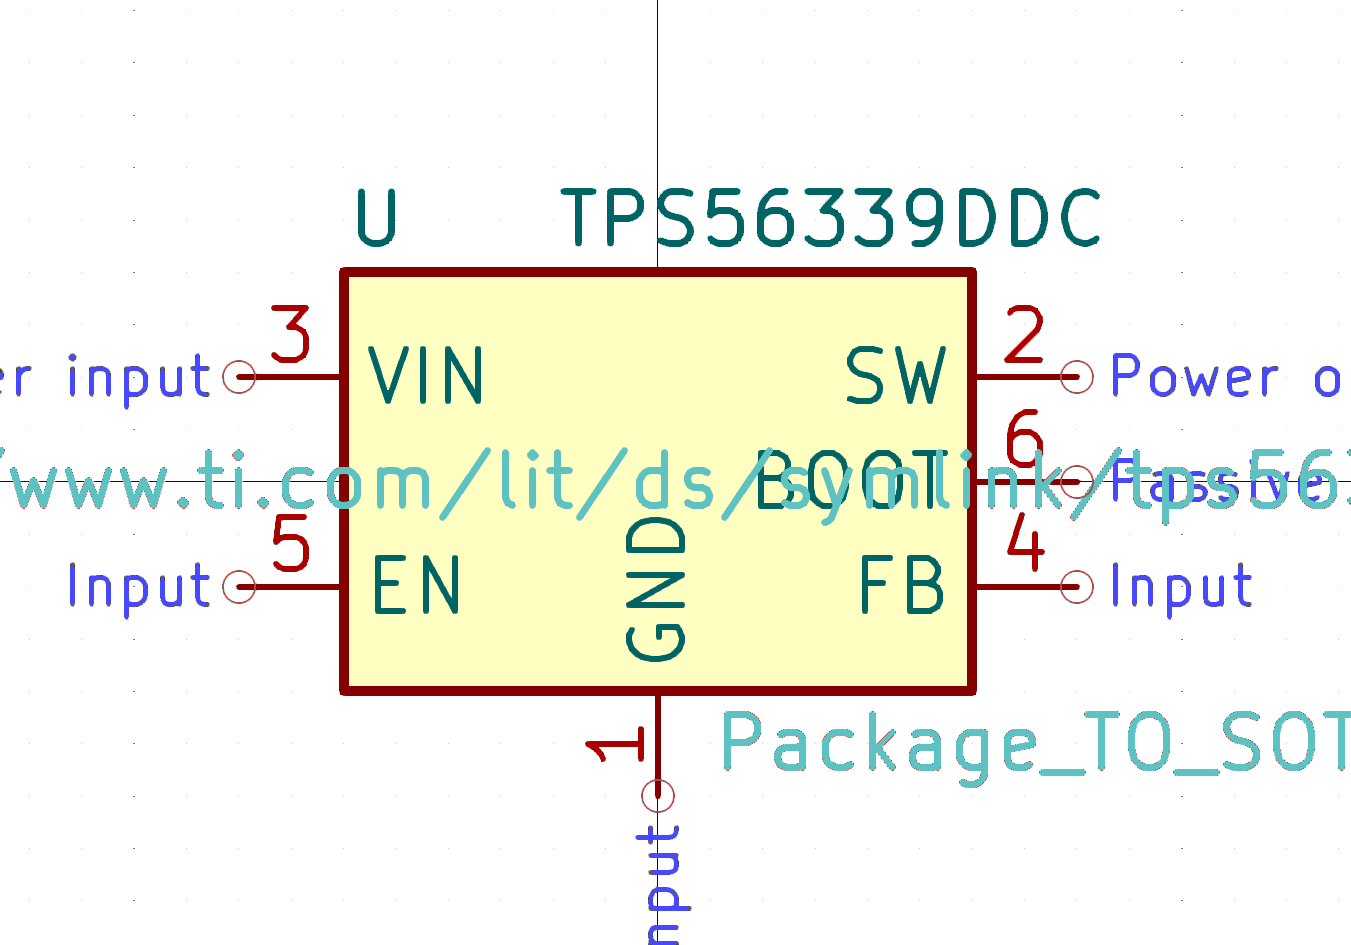 U TPS56339DDC
3 2
er input VIN SW Power o
6
/www.ti.com/lit/ds/symlink/tps563
BOOT Passive
5 4
Input EN FB Input
GND
1 Package_TO_SOT
nput